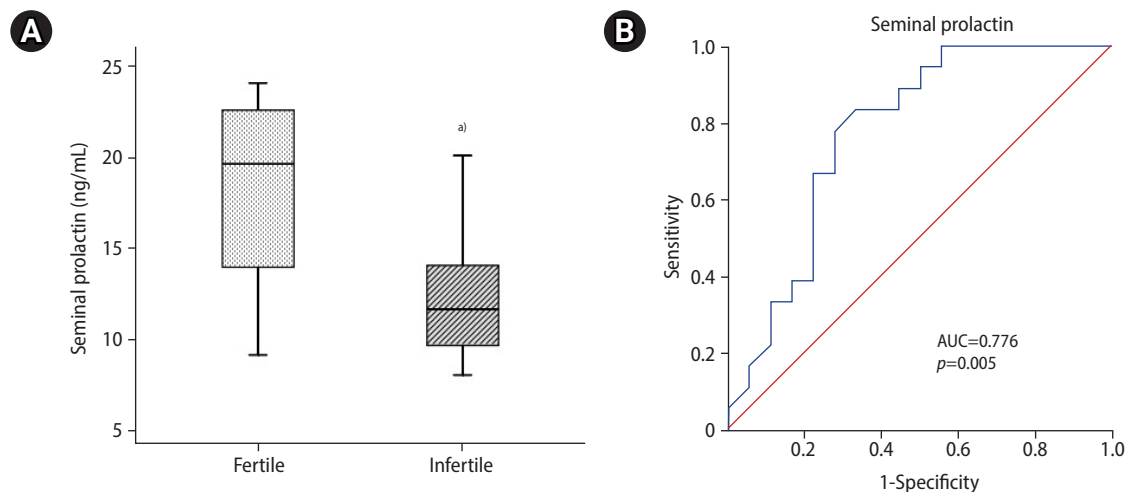 A
Seminal prolactin (ng/mL)
25
20
15
10
5
a)
Fertile
Infertile
B
Seminal prolactin
Sensitivity
1.0
0.8
0.6
0.4
0.2
0
AUC=0.776
p=0.005
0.2
0.4
0.6
0.8
1.0
1-Specificity